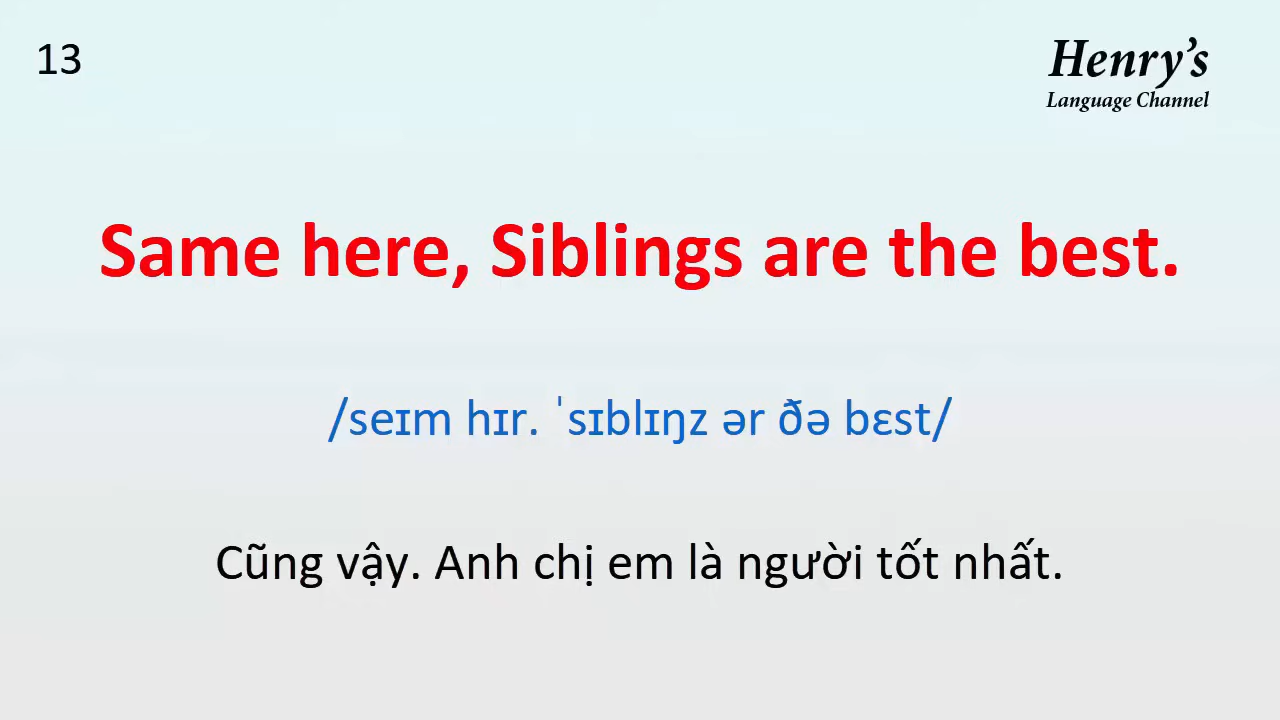 13
Henry's
Language Channel
Same here, Siblings are the best.
/seɪm hɪr. ˈsɪblɪŋz ər ðə bɛst/
Cũng vậy. Anh chị em là người tốt nhất.